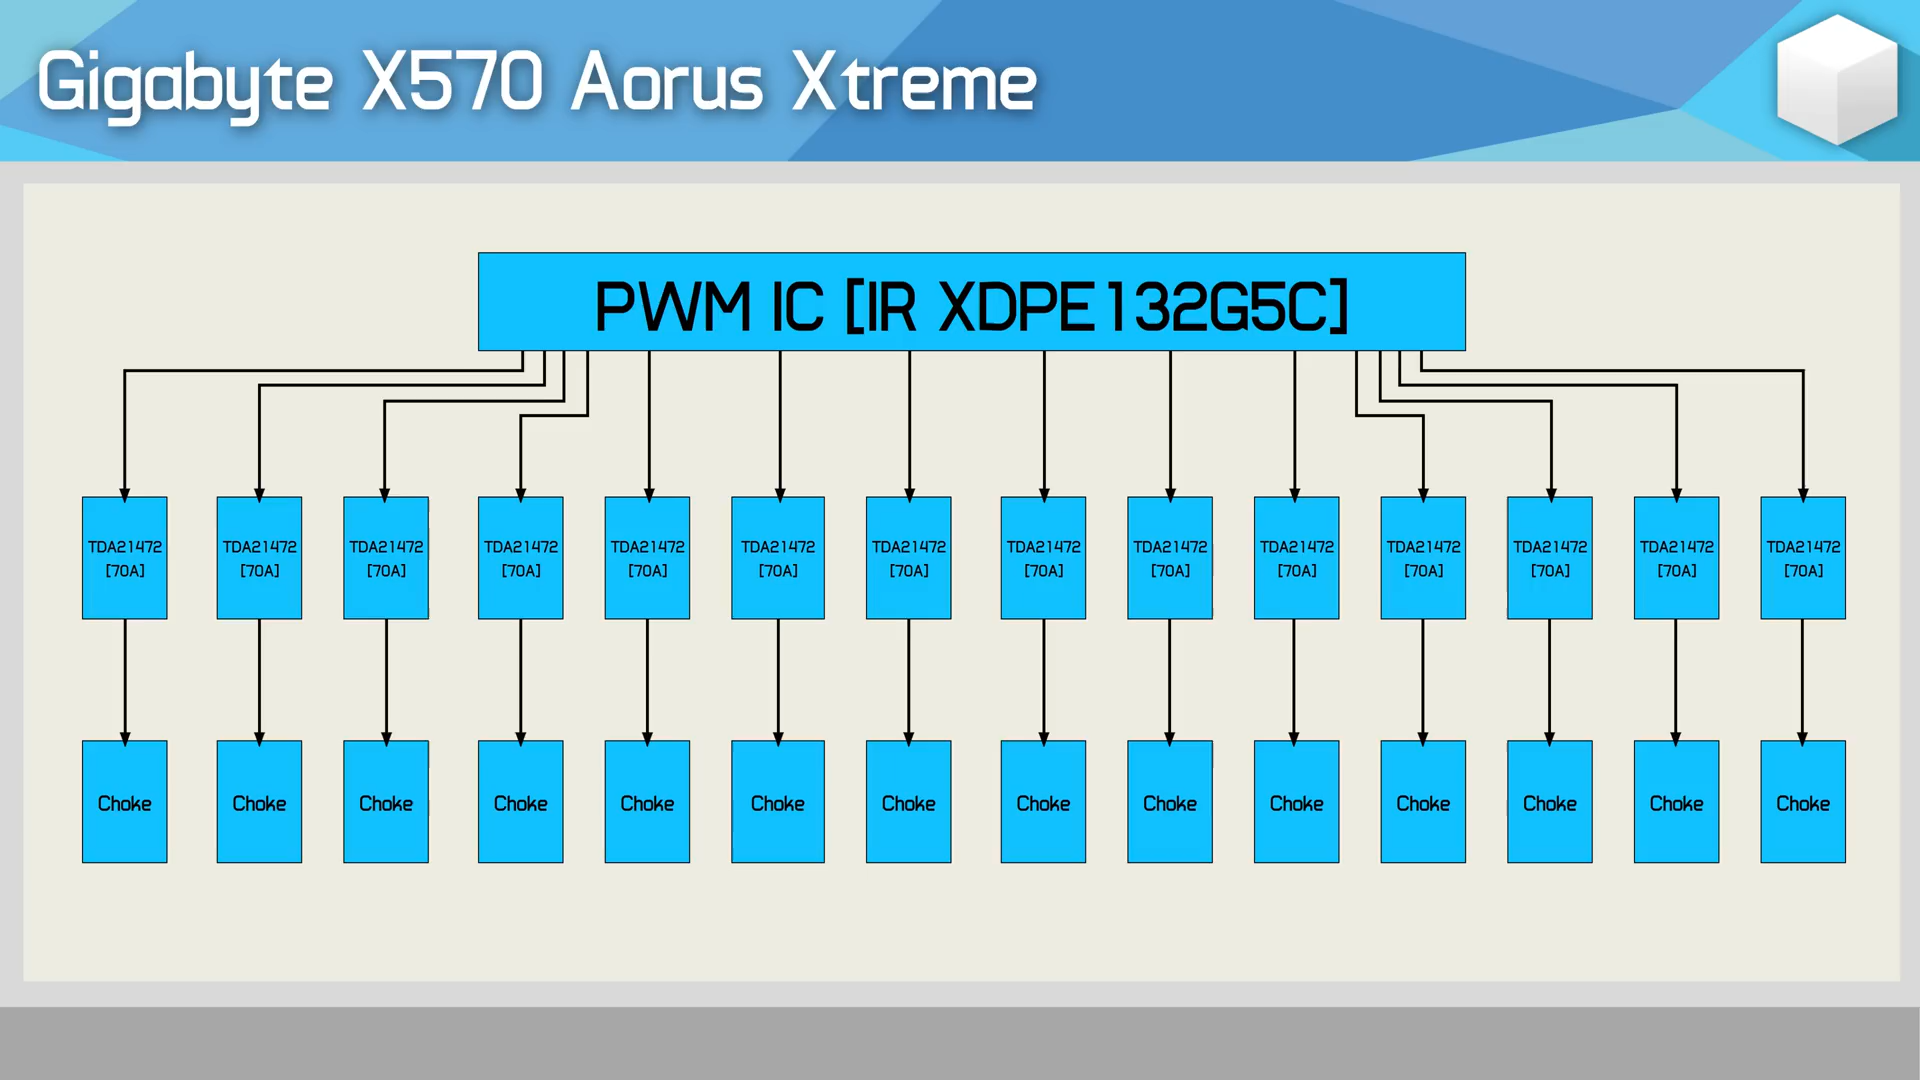 Gigabyte X570 Aorus Xtreme
PWM IC [IR XDPE132G5C]
TDA21472 TDA21472 TDA21472 TDA21472 TDA21472 TDA21472 TDA21472 TDA21472 TDA21472 TDA21472 TDA21472 TDA21472 TDA21472 TDA21472
[70A] [70A] [70A] [70A] [70A] [70A] [70A] [70A] [70A] [70A] [70A] [70A] [70A] [70A]
Choke Choke Choke Choke Choke Choke Choke Choke Choke Choke Choke Choke Choke Choke